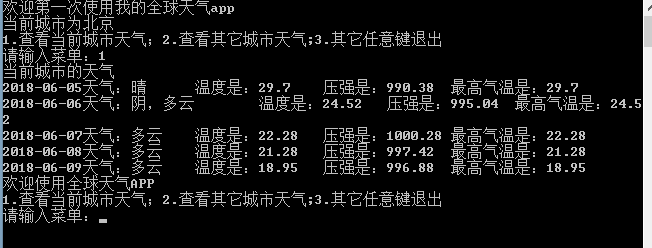 欢迎第一次使用我的全球天气app
当前城市为北京
1.查看当前城市天气；2.查看其它城市天气;3.其它任意键退出
请输入菜单：1
当前城市的天气
2018-06-05天气：晴 温度是：29.7 压强是：990.38 最高气温是：29.7
2018-06-06天气：阴，多云 温度是：24.52 压强是：995.04 最高气温是：24.5
2
2018-06-07天气：多云 温度是：22.28 压强是：1000.28 最高气温是：22.28
2018-06-08天气：多云 温度是：21.28 压强是：997.42 最高气温是：21.28
2018-06-09天气：多云 温度是：18.95 压强是：996.88 最高气温是：18.95
欢迎使用全球天气APP
1.查看当前城市天气；2.查看其它城市天气;3.其它任意键退出
请输入菜单：